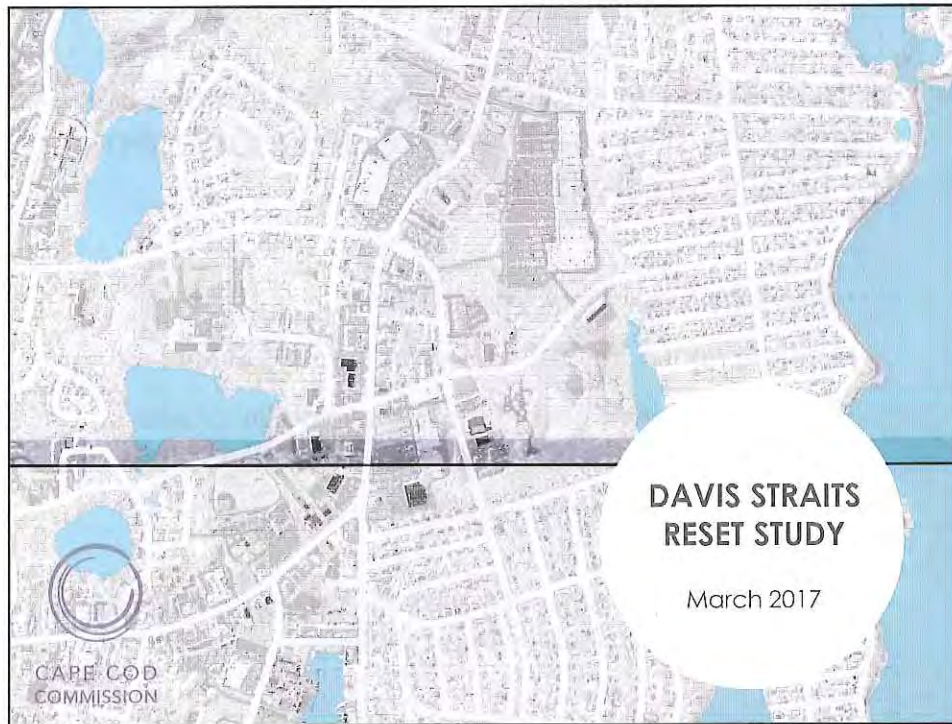 DAVIS STRAITS
RESET STUDY
March 2017
CAPE COD
COMMISSION